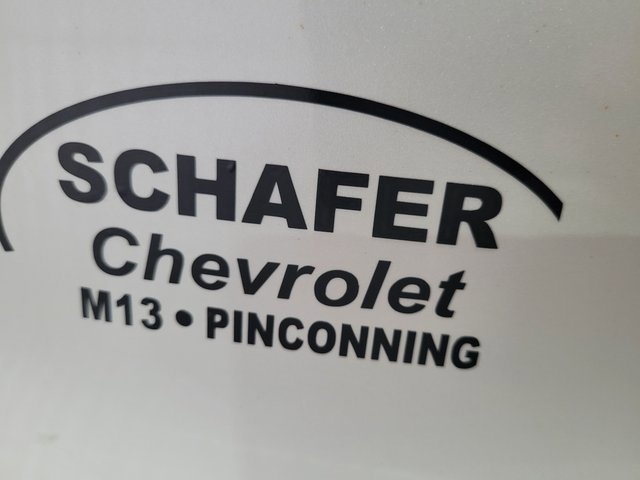 SCHAFER
Chevrolet
M13 • PINCONNING